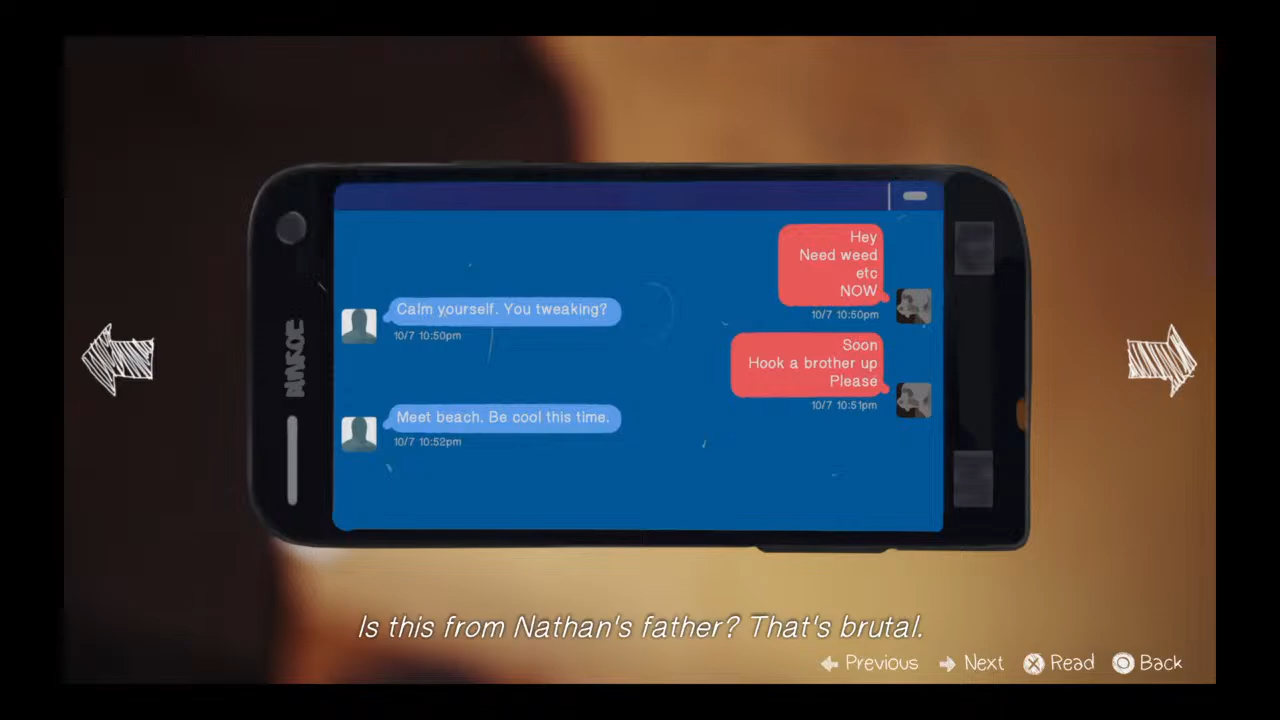 Hey
Need weed
etc
NOW
10/7 10:50pm
Calm yourself. You tweaking?
10/7 10:50pm
Soon
Hook a brother up
Please
10/7 10:51pm
Meet beach. Be cool this time.
10/7 10:52pm
Is this from Nathan's father? That's brutal.
Previous Next Read Back